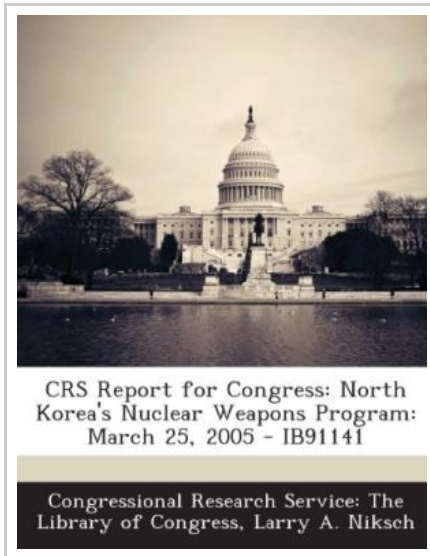 CRS Report for Congress: North
Korea's Nuclear Weapons Program:
March 25, 2005 - IB91141
Congressional Research Service: The
Library of Congress, Larry A. Niksch